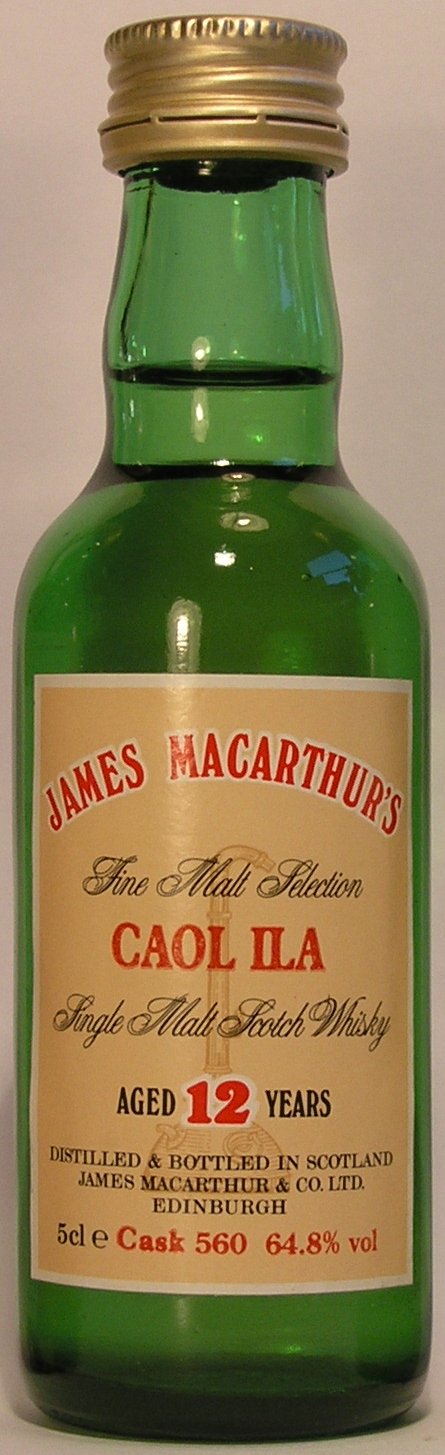 JAMES MACARTHUR'S
Fine Malt Selection
CAOL ILA
Single Malt Scotch Whisky
AGED 12 YEARS
DISTILLED & BOTTLED IN SCOTLAND
JAMES MACARTHUR & CO. LTD.
EDINBURGH
5cl e Cask 560 64.8% vol